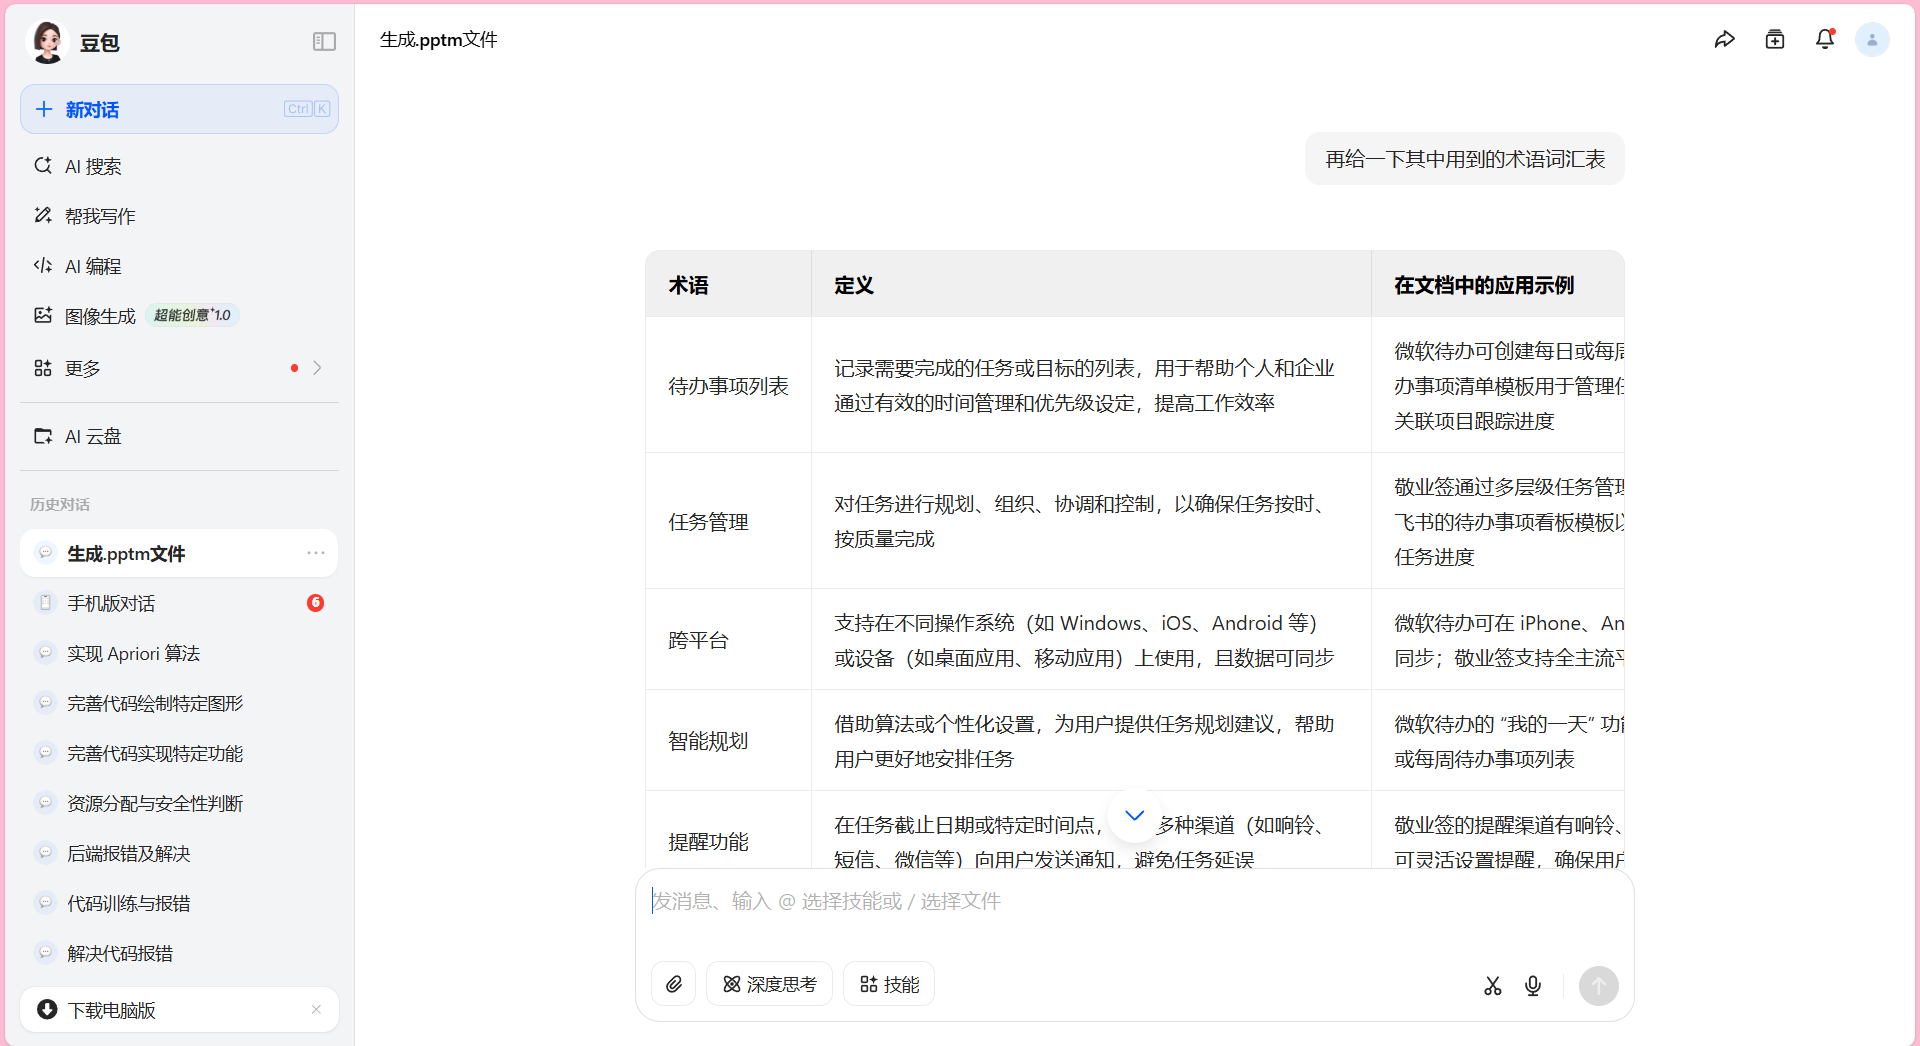 豆包
新对话
Ctrl K
AI 搜索
帮我写作
AI 编程
图像生成 超能创意1.0
更多
AI 云盘
历史对话
生成.pptm文件
手机版对话 6
实现 Apriori 算法
完善代码绘制特定图形
完善代码实现特定功能
资源分配与安全性判断
后端报错及解决
代码训练与报错
解决代码报错
下载电脑版
生成.pptm文件
再给一下其中用到的术语词汇表
术语 定义 在文档中的应用示例
待办事项列表
记录需要完成的任务或目标的列表，用于帮助个人和企业
通过有效的时间管理和优先级设定，提高工作效率
微软待办可创建每日或每周
办事项清单模板用于管理任
关联项目跟踪进度
任务管理
对任务进行规划、组织、协调和控制，以确保任务按时、
按质量完成
敬业签通过多层级任务管理
飞书的待办事项看板模板以
任务进度
跨平台
支持在不同操作系统（如 Windows、iOS、Android 等）
或设备（如桌面应用、移动应用）上使用，且数据可同步
微软待办可在 iPhone、An
同步；敬业签支持全主流平
智能规划
借助算法或个性化设置，为用户提供任务规划建议，帮助
用户更好地安排任务
微软待办的 “我的一天” 功能
或每周待办事项列表
提醒功能
在任务截止日期或特定时间点，多种渠道（如响铃、
短信、微信等）向用户发送通知，避免任务延误
敬业签的提醒渠道有响铃、
可灵活设置提醒，确保用户
发消息、输入 @ 选择技能或 / 选择文件
深度思考
技能